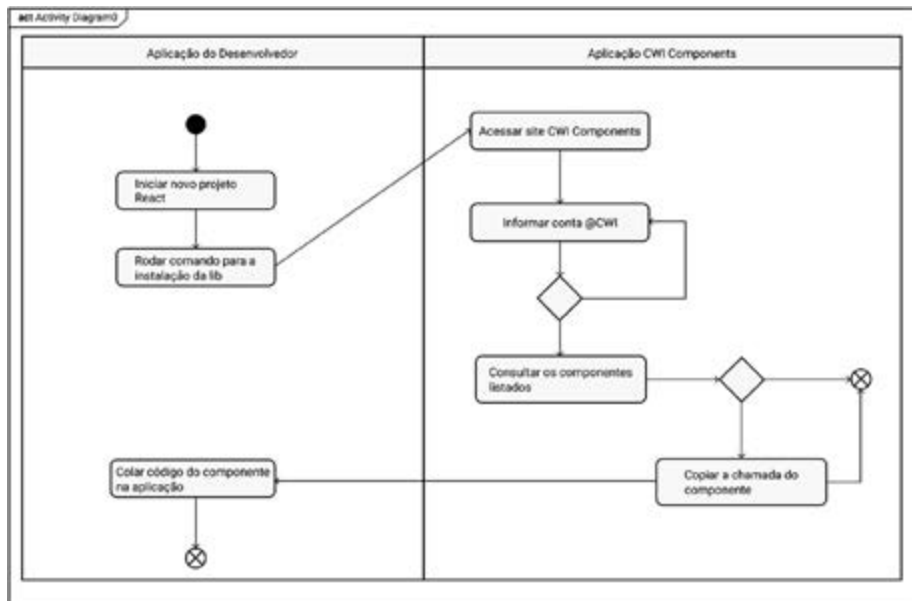 act Activity Diagram0
Aplicação do Desenvolvedor
Aplicação CWI Components
Iniciar novo projeto
React
Rodar comando para a
instalação da lib
Acessar site CWI Components
Informar conta @CWI
Consultar os componentes
listados
Copiar a chamada do
componente
Colar código do componente
na aplicação